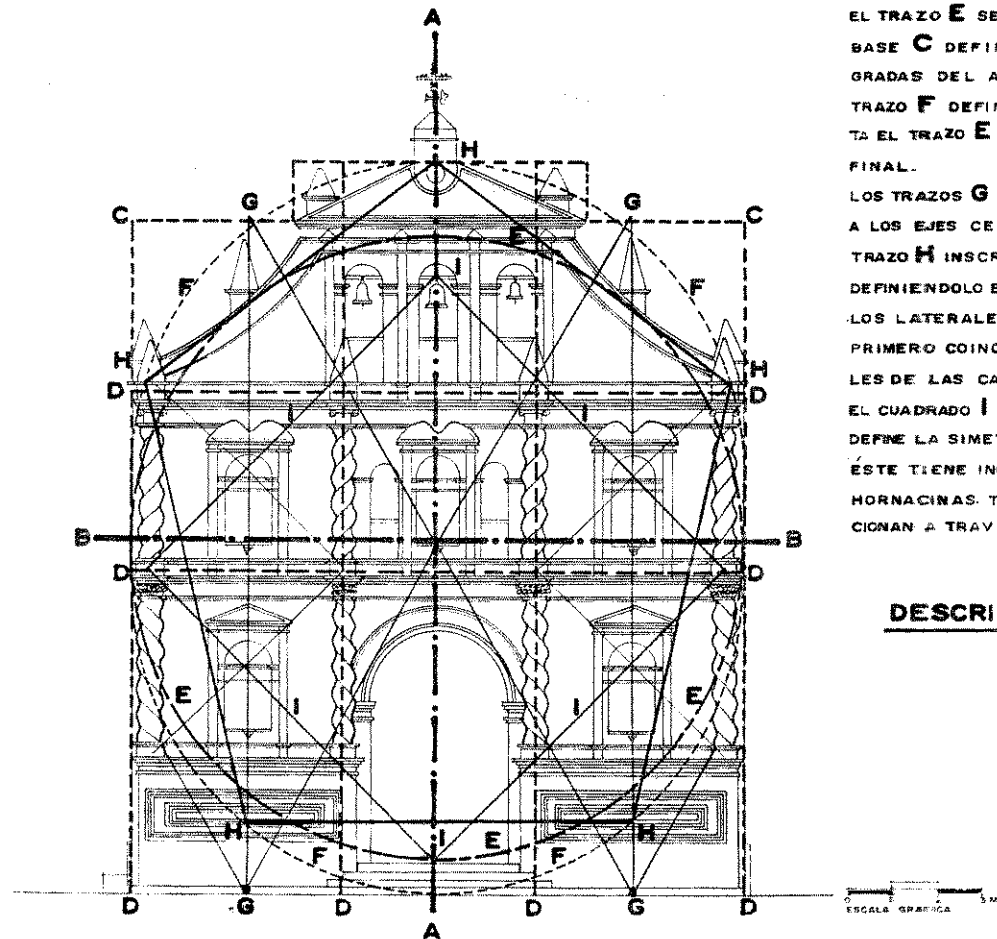 A
H
G
G
C
C
E
I
F
F
H
H
D
D
I
I
B
B
D
D
E
E
I
I
H
H
I
E
F
F
D
G
D
D
G
D
A
EL TRAZO E SE
BASE C DEFI
GRADAS DEL A
TRAZO F DEFI
TA EL TRAZO E
FINAL.
LOS TRAZOS G
A LOS EJES CE
TRAZO H INSCR
DEFINIENDOLO E
LOS LATERALE
PRIMERO COINC
LES DE LAS CA
EL CUADRADO I
DEFINE LA SIMET
ESTE TIENE IN
HORNACINAS. T
CIONAN A TRAV
DESCRI
0
ESCALA GRAFICA